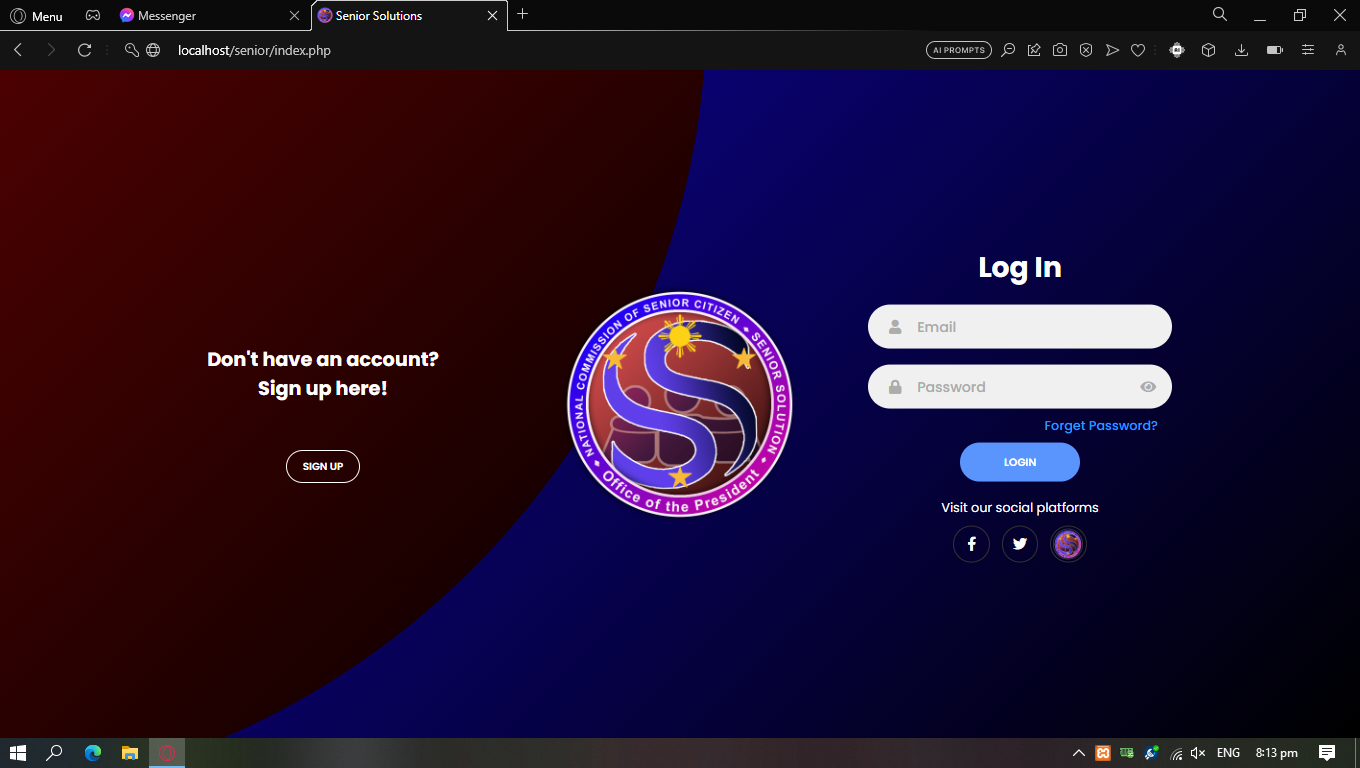 Menu
Messenger
Senior Solutions
localhost/senior/index.php
AI PROMPTS
AI
Log In
Email
Password
Forget Password?
LOGIN
Visit our social platforms
Don't have an account?
Sign up here!
SIGN UP
NATIONAL COMMISSION OF SENIOR CITIZEN ♦ SENIOR SOLUTION ♦
Office of the President ♦
ENG
8:13 pm